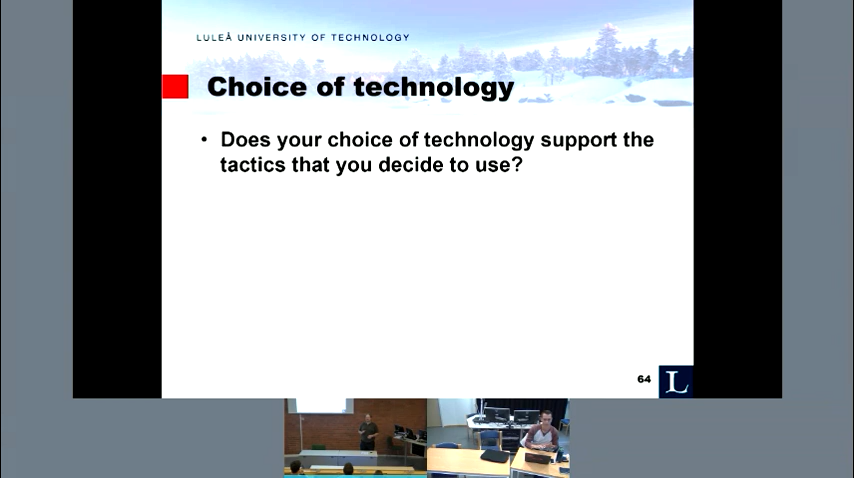 LULEÅ UNIVERSITY OF TECHNOLOGY
Choice of technology
• Does your choice of technology support the
tactics that you decide to use?
64
L